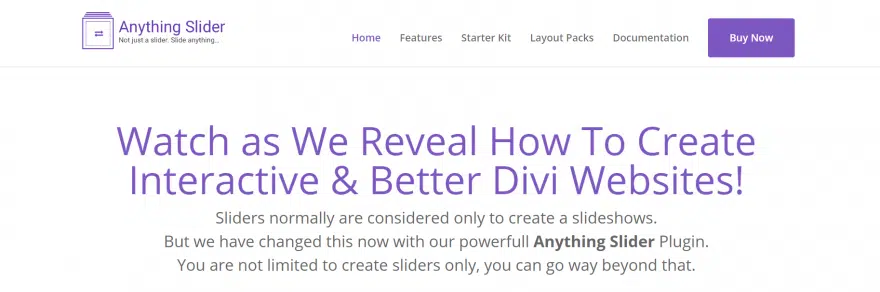 Anything Slider
Not just a slider. Slide anything...
Home Features Starter Kit Layout Packs Documentation Buy Now
Watch as We Reveal How To Create
Interactive & Better Divi Websites!
Sliders normally are considered only to create a slideshows.
But we have changed this now with our powerfull Anything Slider Plugin.
You are not limited to create sliders only, you can go way beyond that.